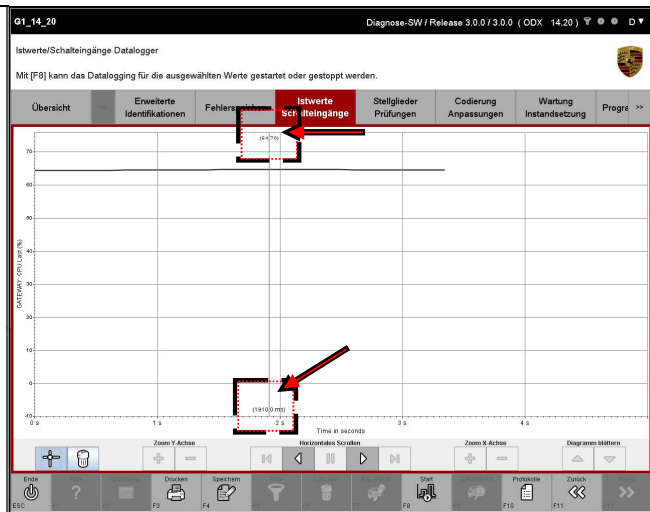 G1_14_20
Diagnose-SW / Release 3.0.0 / 3.0.0 ( ODX 14.20 )
D
Istwerte/Schalteingänge Datalogger
Mit [F8] kann das Datalogging für die ausgewählten Werte gestartet oder gestoppt werden.
Übersicht
Erweiterte
Identifikationen
Istwerte
Schalteingänge
Stellglieder
Prüfungen
Codierung
Anpassungen
Wartung
Instandsetzung
Progra
70
60
50
20
10
0
-10
GATEWAY: CPU Last (%)
0 s
1 s
2 s
3 s
4 s
(1910.0 ms)
Time in seconds
Zoom Y-Achse
Horizontales Scrollen
Zoom X-Achse
Diagramm blättern
Ende
ESC
Drucken
F3
Speichern
F4
Start
F8
Protokolle
F10
Zurück
F11